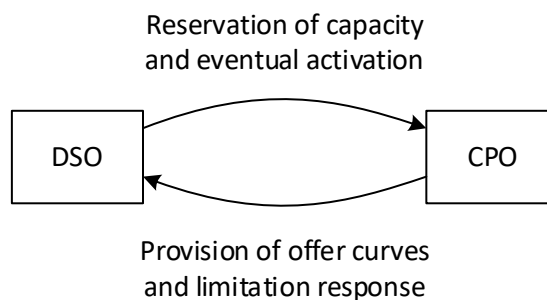 Reservation of capacity
and eventual activation
DSO
CPO
Provision of offer curves
and limitation response